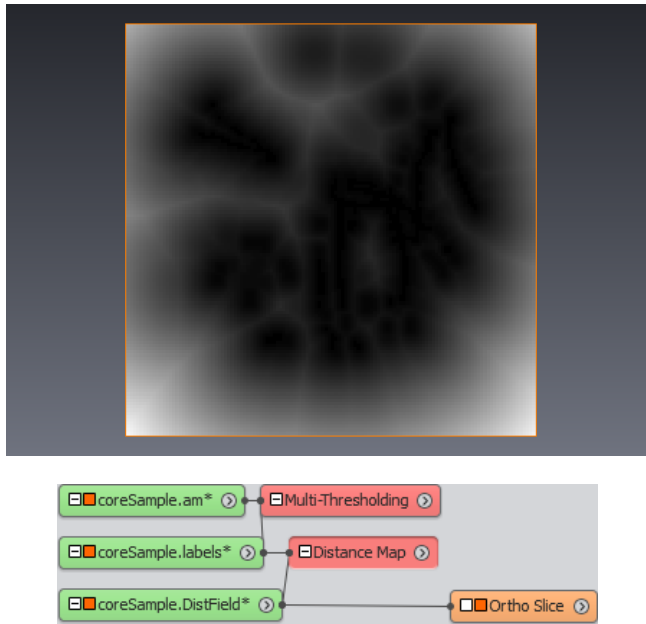 coreSample.am*
Multi-Thresholding
coreSample.labels*
Distance Map
coreSample.DistField*
Ortho Slice